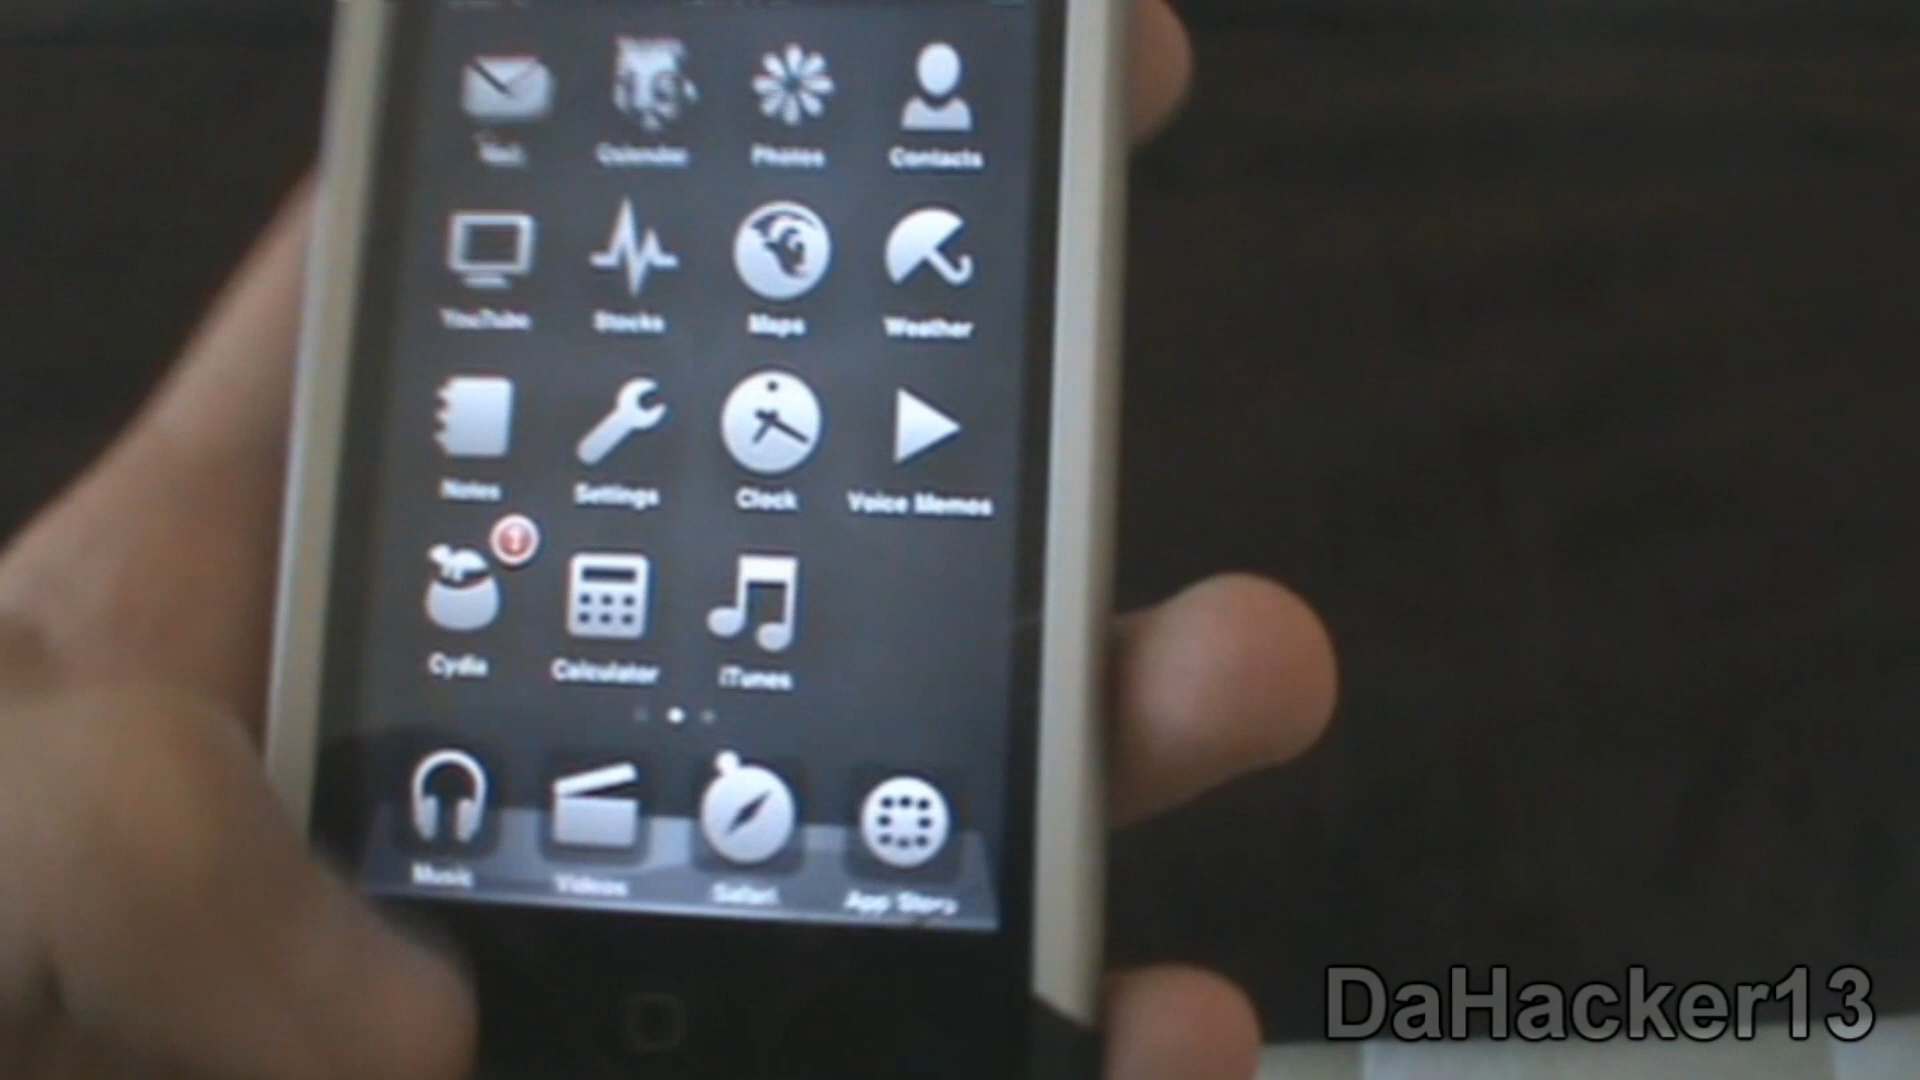 Mail Calendar Photos Contacts
YouTube Stocks Maps Weather
Notes Settings Clock Voice Memos
Cydia Calculator iTunes
Music Videos Safari App Store
DaHacker13